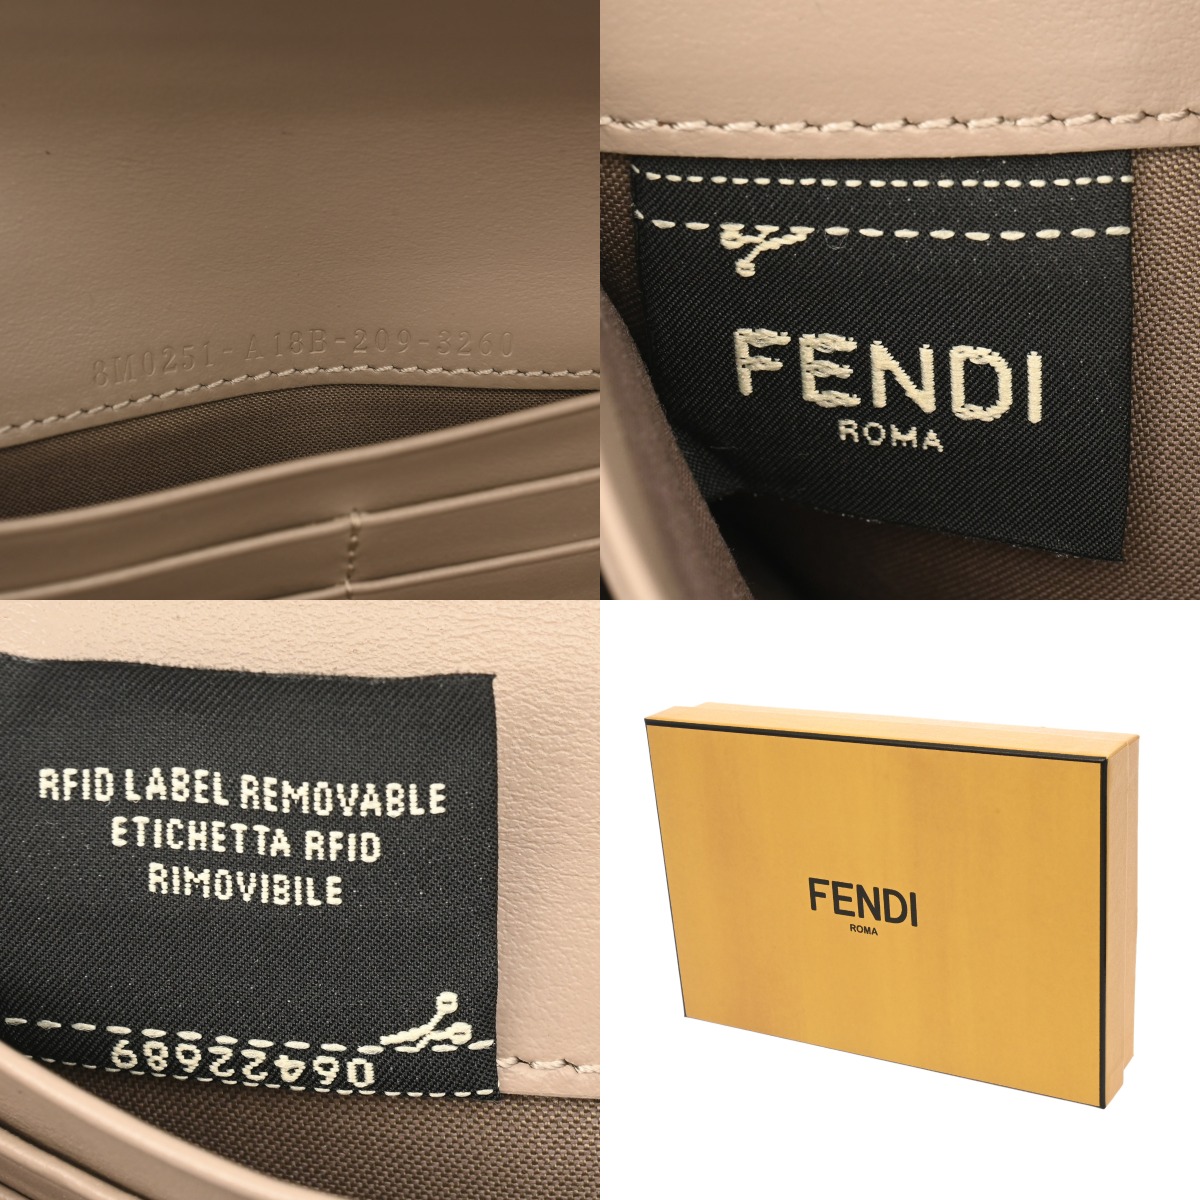 8M0251-A18B-209-3260
FENDI
ROMA
RFID LABEL REMOVABLE
ETICHETTA RFID
RIMOVIBILE
06422689
FENDI
ROMA